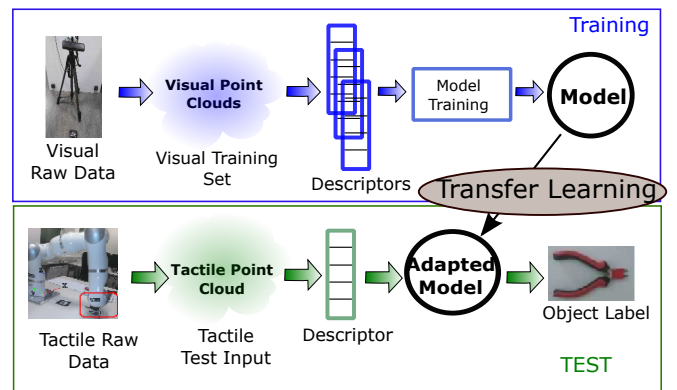 Training
Visual Point
Clouds
Model
Training
Model
Visual
Raw Data
Visual Training
Set
Descriptors
Transfer Learning
Tactile Point
Cloud
Adapted
Model
Tactile Raw
Data
Tactile
Test Input
Descriptor
Object Label
TEST